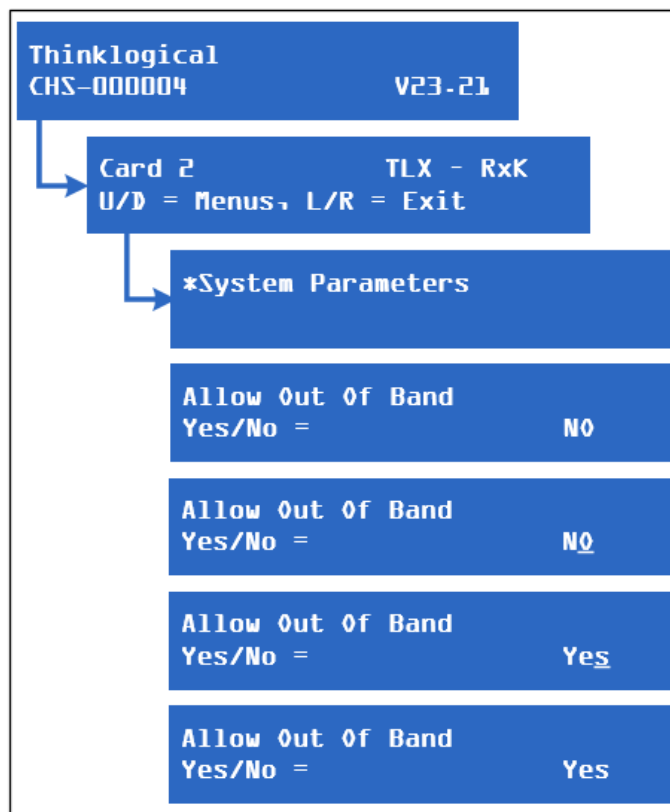 Thinklogical
CHS-000004 V23.21
Card 2 TLX - RxK
U/D = Menus, L/R = Exit
*System Parameters
Allow Out Of Band
Yes/No = NO
Allow Out Of Band
Yes/No = NO
Allow Out Of Band
Yes/No = Yes
Allow Out Of Band
Yes/No = Yes